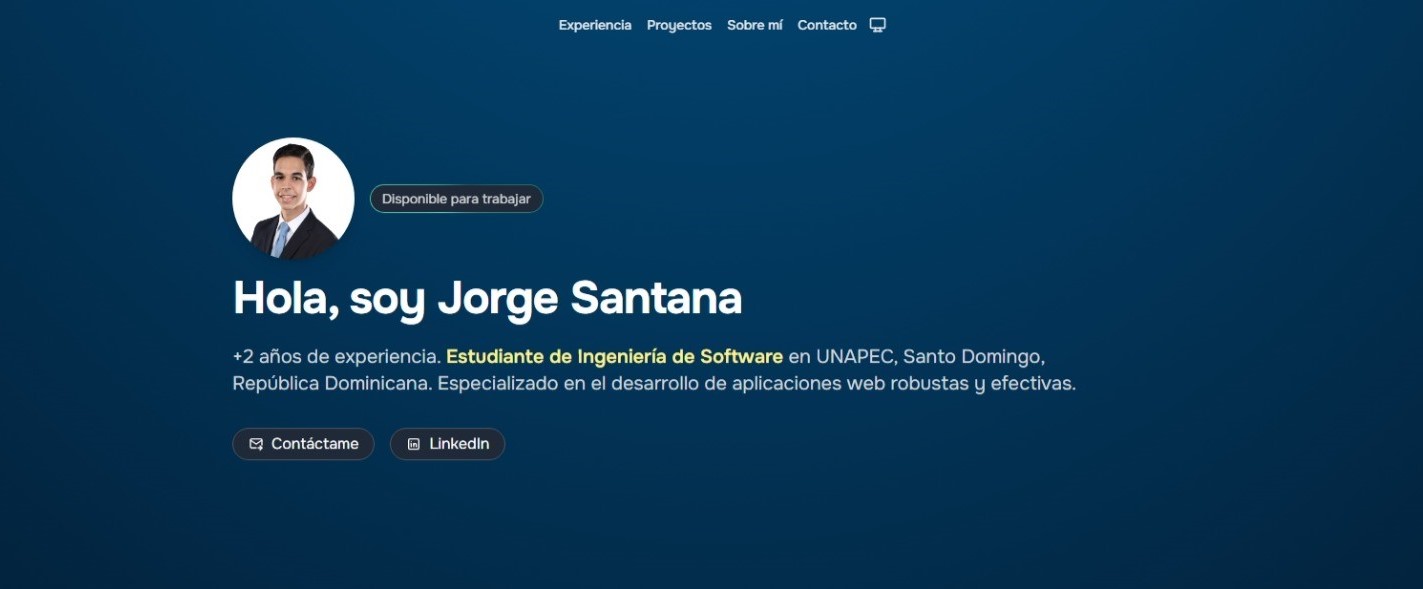 Experiencia Proyectos Sobre mí Contacto
Disponible para trabajar
Hola, soy Jorge Santana
+2 años de experiencia. Estudiante de Ingeniería de Software en UNAPEC, Santo Domingo,
República Dominicana. Especializado en el desarrollo de aplicaciones web robustas y efectivas.
Contáctame LinkedIn